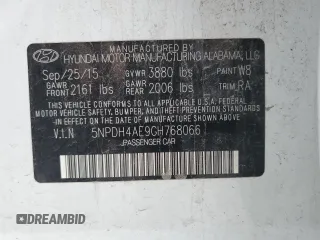 MANUFACTURED BY
HYUNDAI MOTOR MANUFACTURING ALABAMA, LLC
Sep/25/15 GVWR 3880 lbs PAINT W8
GAWR FRONT 2161 lbs GAWR REAR 2006 lbs TRIM RA
THIS VEHICLE CONFORMS TO ALL APPLICABLE FEDERAL
MOTOR VEHICLE SAFETY, BUMPER, AND THEFT PREVENTION
STANDARDS IN EFFECT ON THE DATE OF MANUFACTURE
SHOWN ABOVE.
V.I.N 5NPDH4AE9CH768066
PASSENGER CAR
DREAMBID